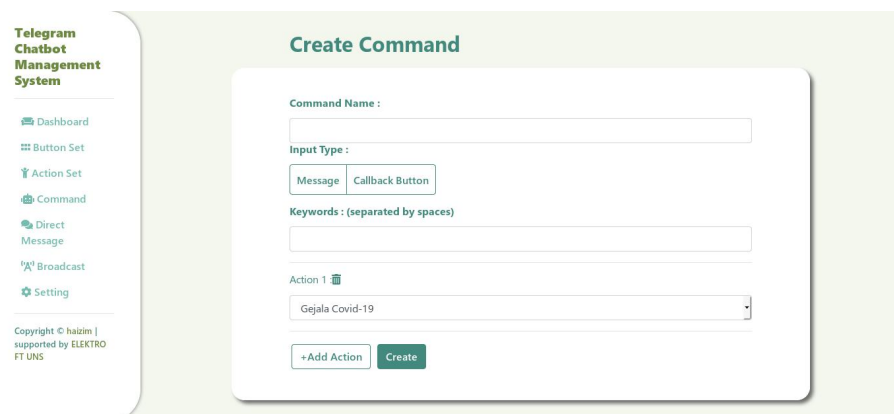 Telegram
Chatbot
Management
System
Dashboard
Button Set
Action Set
Command
Direct
Message
Broadcast
Setting
Copyright © haizim |
supported by ELEKTRO
FT UNS
Create Command
Command Name :
Input Type :
Message Callback Button
Keywords : (separated by spaces)
Action 1 :
Gejala Covid-19
+Add Action Create